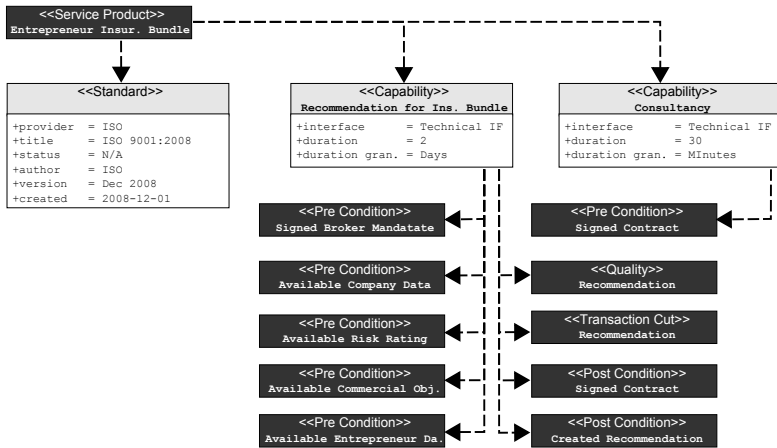 <<Service Product>>
Entrepreneur Insur. Bundle
<<Standard>>
+provider = ISO
+title = ISO 9001:2008
+status = N/A
+author = ISO
+version = Dec 2008
+created = 2008-12-01
<<Capability>>
Recommendation for Ins. Bundle
+interface = Technical IF
+duration = 2
+duration gran. = Days
<<Capability>>
Consultancy
+interface = Technical IF
+duration = 30
+duration gran. = MInutes
<<Pre Condition>>
Signed Broker Mandatate
<<Pre Condition>>
Signed Contract
<<Pre Condition>>
Available Company Data
<<Quality>>
Recommendation
<<Pre Condition>>
Available Risk Rating
<<Transaction Cut>>
Recommendation
<<Pre Condition>>
Available Commercial Obj.
<<Post Condition>>
Signed Contract
<<Pre Condition>>
Available Entrepreneur Da.
<<Post Condition>>
Created Recommendation